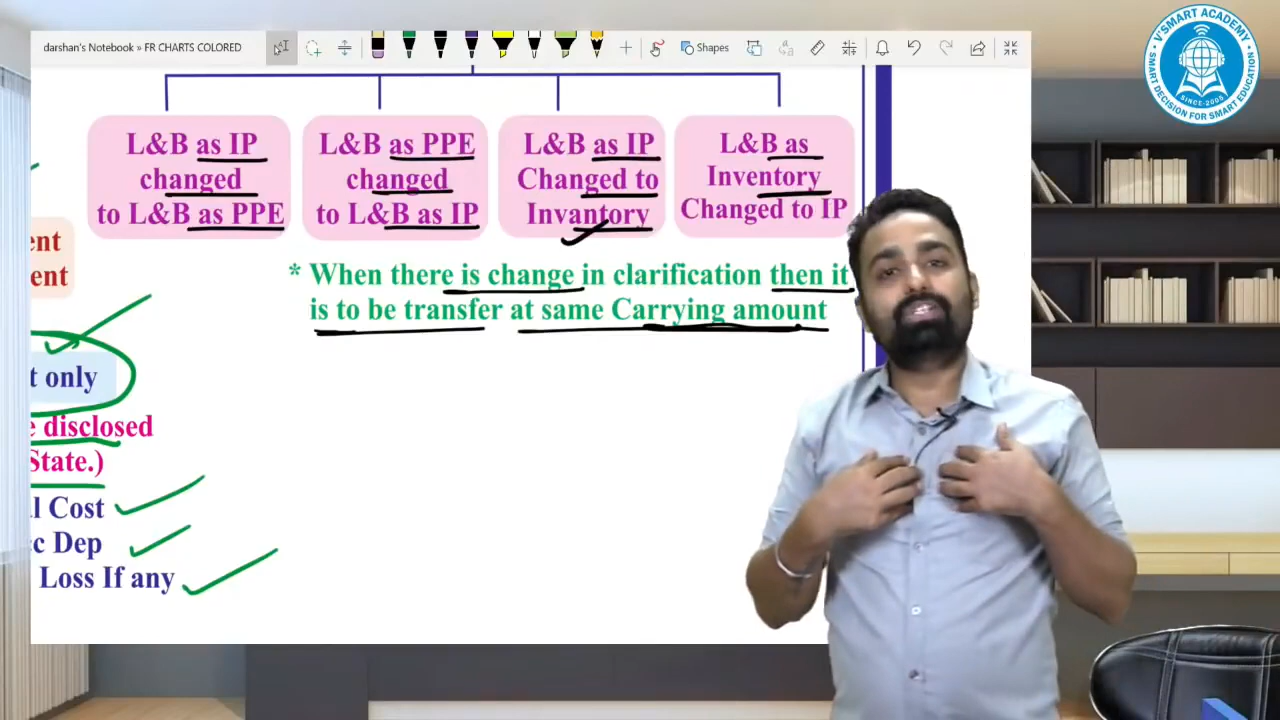 darshan's Notebook » FR CHARTS COLORED
Shapes
V'SMART ACADEMY
SINCE-2005
SMART DECISION FOR SMART EDUCATION
L&B as IP
changed
to L&B as PPE
L&B as PPE
changed
to L&B as IP
L&B as IP
Changed to
Invantory
L&B as
Inventory
Changed to IP
* When there is change in clarification then it
is to be transfer at same Carrying amount
ent
ent
t only
e disclosed
State.)
l Cost
c Dep
Loss If any